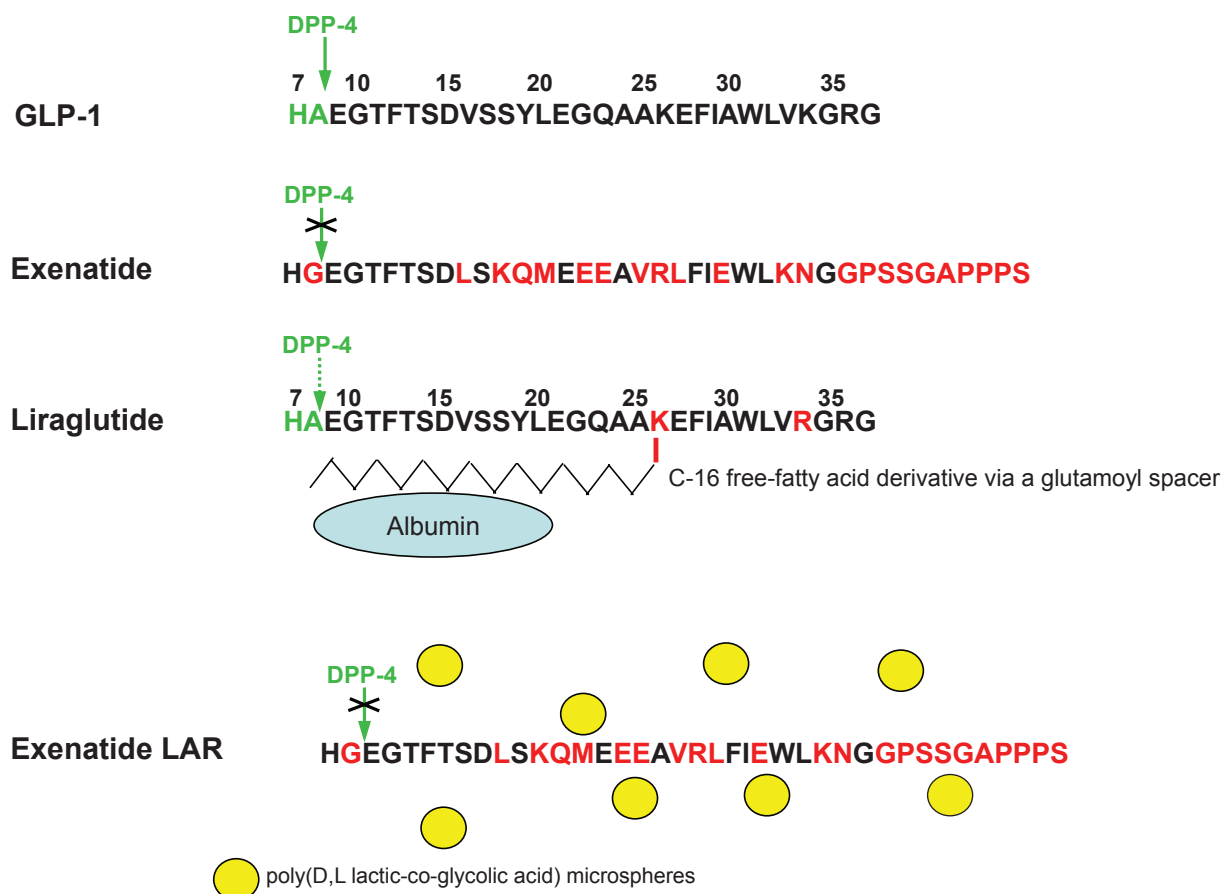 DPP-4
7 10 15 20 25 30 35
GLP-1 HAEGTFTSDVSSYLEGQAAKEFIAWLVKGRG
DPP-4
Exenatide HGEGTFTSDLSKQMEEEAVRLFIEWLKNGGPSSGAPPPS
DPP-4
7 10 15 20 25 30 35
Liraglutide HAEGTFTSDVSSYLEGQAAKEFIAWLVRGRG
C-16 free-fatty acid derivative via a glutamoyl spacer
Albumin
DPP-4
Exenatide LAR HGEGTFTSDLSKQMEEEAVRLFIEWLKNGGPSSGAPPPS
poly(D,L lactic-co-glycolic acid) microspheres